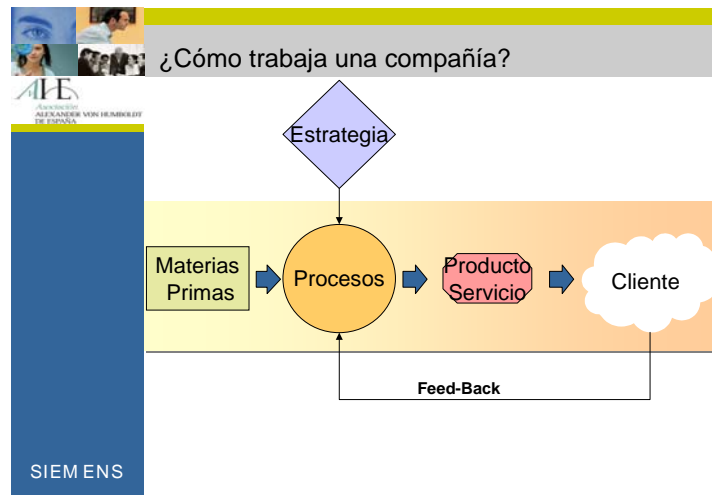 ¿Cómo trabaja una compañía?
AHE
Asociación
ALEXANDER VON HUMBOLDT
DE ESPAÑA
Estrategia
Materias
Primas
Procesos
Producto
Servicio
Cliente
Feed-Back
SIEMENS